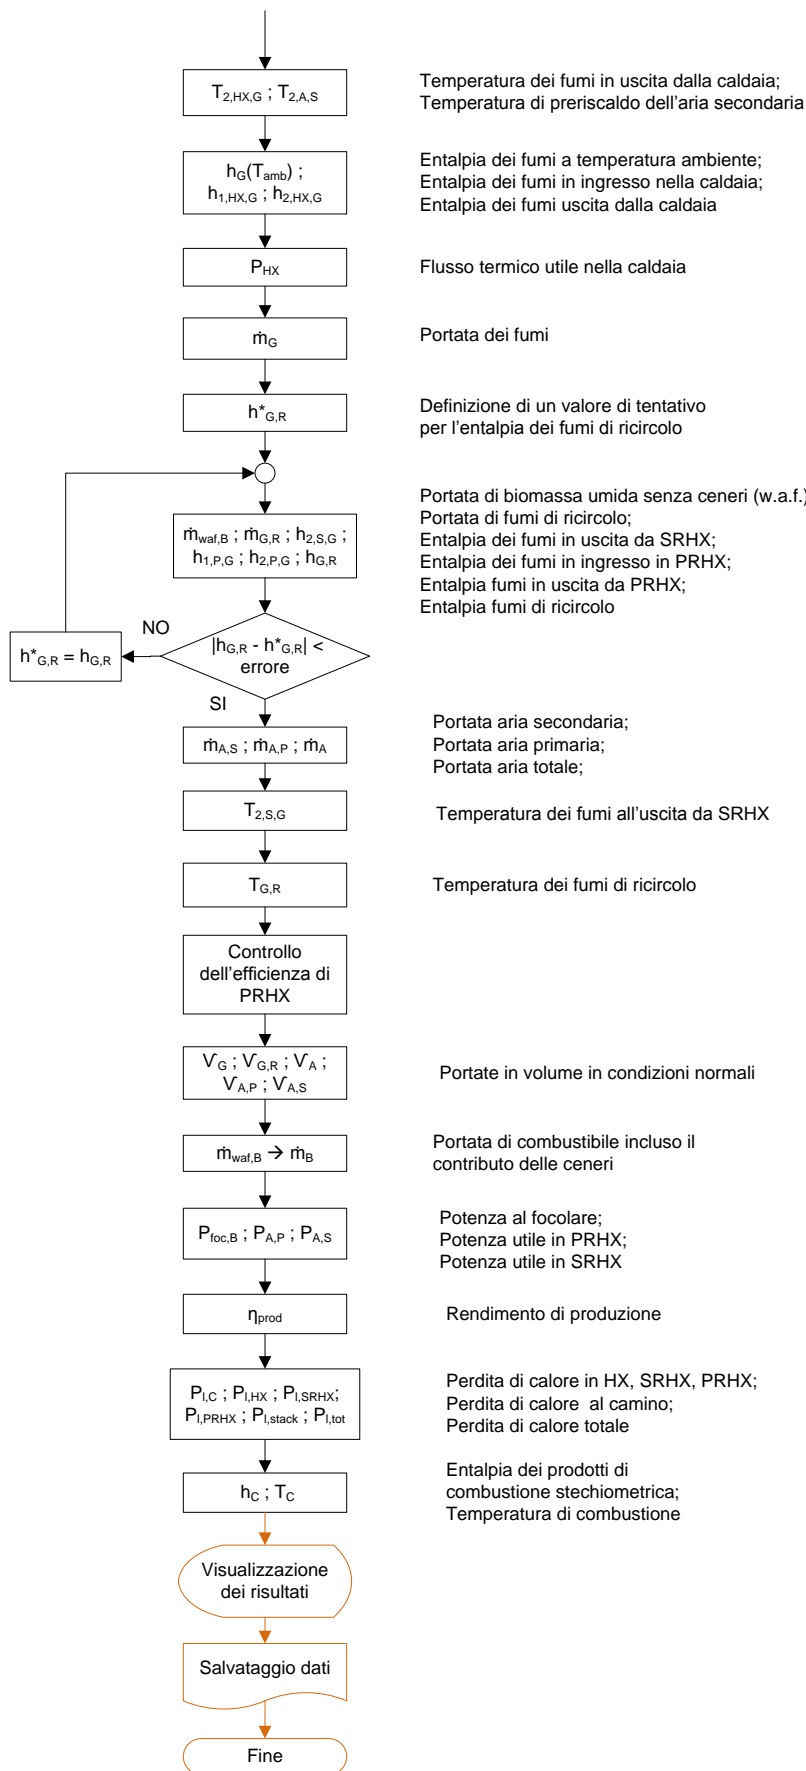 T2,HX,G ; T2,A,S
Temperatura dei fumi in uscita dalla caldaia;
Temperatura di preriscaldo dell'aria secondaria
hG(Tamb) ;
h1,HX,G ; h2,HX,G
Entalpia dei fumi a temperatura ambiente;
Entalpia dei fumi in ingresso nella caldaia;
Entalpia dei fumi uscita dalla caldaia
PHX
Flusso termico utile nella caldaia
ṁG
Portata dei fumi
h*G,R
Definizione di un valore di tentativo
per l'entalpia dei fumi di ricircolo
ṁwaf,B ; ṁG,R ; h2,S,G ;
h1,P,G ; h2,P,G ; hG,R
Portata di biomassa umida senza ceneri (w.a.f.)
Portata di fumi di ricircolo;
Entalpia dei fumi in uscita da SRHX;
Entalpia dei fumi in ingresso in PRHX;
Entalpia fumi in uscita da PRHX;
Entalpia fumi di ricircolo
NO
h*G,R = hG,R
|hG,R - h*G,R| <
errore
SI
ṁA,S ; ṁA,P ; ṁA
Portata aria secondaria;
Portata aria primaria;
Portata aria totale;
T2,S,G
Temperatura dei fumi all'uscita da SRHX
TG,R
Temperatura dei fumi di ricircolo
Controllo
dell'efficienza di
PRHX
V̇G ; V̇G,R ; V̇A ;
V̇A,P ; V̇A,S
Portate in volume in condizioni normali
ṁwaf,B → ṁB
Portata di combustibile incluso il
contributo delle ceneri
Pfoc,B ; PA,P ; PA,S
Potenza al focolare;
Potenza utile in PRHX;
Potenza utile in SRHX
ηprod
Rendimento di produzione
Pl,C ; Pl,HX ; Pl,SRHX;
Pl,PRHX ; Pl,stack ; Pl,tot
Perdita di calore in HX, SRHX, PRHX;
Perdita di calore al camino;
Perdita di calore totale
hC ; TC
Entalpia dei prodotti di
combustione stechiometrica;
Temperatura di combustione
Visualizzazione
dei risultati
Salvataggio dati
Fine